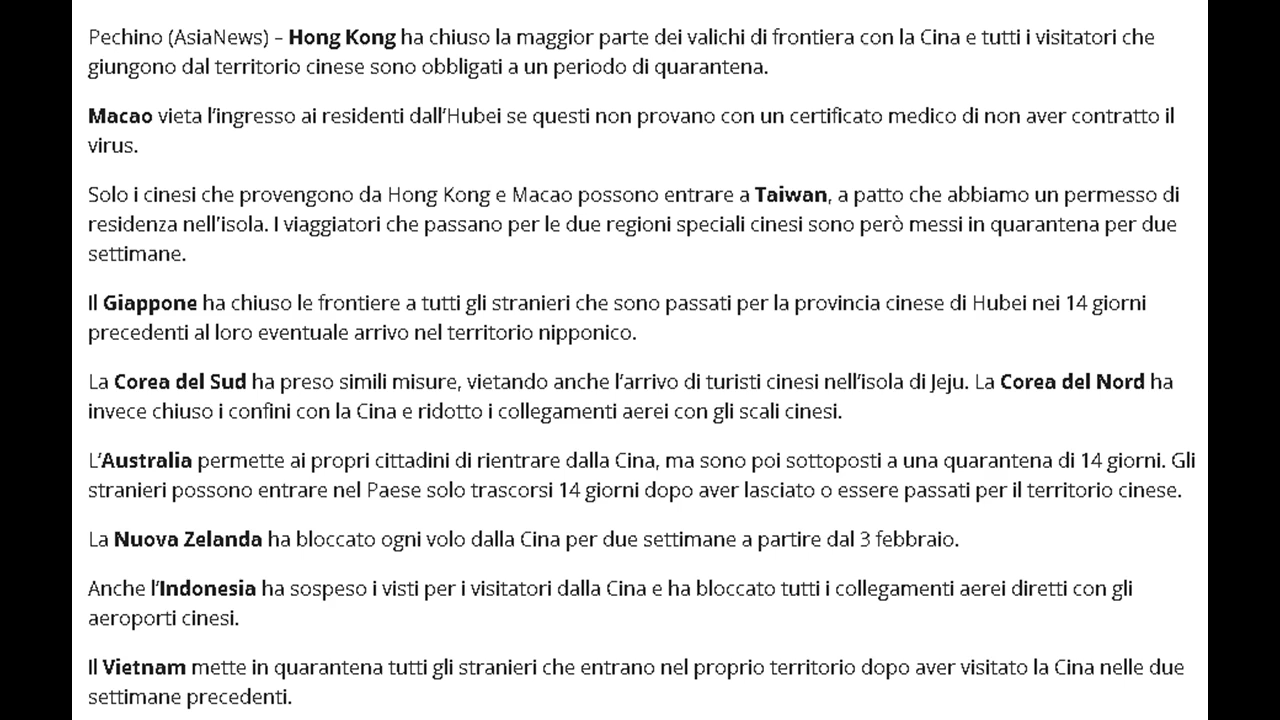 Pechino (AsiaNews) – Hong Kong ha chiuso la maggior parte dei valichi di frontiera con la Cina e tutti i visitatori che
giungono dal territorio cinese sono obbligati a un periodo di quarantena.
Macao vieta l’ingresso ai residenti dall’Hubei se questi non provano con un certificato medico di non aver contratto il
virus.
Solo i cinesi che provengono da Hong Kong e Macao possono entrare a Taiwan, a patto che abbiamo un permesso di
residenza nell’isola. I viaggiatori che passano per le due regioni speciali cinesi sono però messi in quarantena per due
settimane.
Il Giappone ha chiuso le frontiere a tutti gli stranieri che sono passati per la provincia cinese di Hubei nei 14 giorni
precedenti al loro eventuale arrivo nel territorio nipponico.
La Corea del Sud ha preso simili misure, vietando anche l’arrivo di turisti cinesi nell’isola di Jeju. La Corea del Nord ha
invece chiuso i confini con la Cina e ridotto i collegamenti aerei con gli scali cinesi.
L’Australia permette ai propri cittadini di rientrare dalla Cina, ma sono poi sottoposti a una quarantena di 14 giorni. Gli
stranieri possono entrare nel Paese solo trascorsi 14 giorni dopo aver lasciato o essere passati per il territorio cinese.
La Nuova Zelanda ha bloccato ogni volo dalla Cina per due settimane a partire dal 3 febbraio.
Anche l’Indonesia ha sospeso i visti per i visitatori dalla Cina e ha bloccato tutti i collegamenti aerei diretti con gli
aeroporti cinesi.
Il Vietnam mette in quarantena tutti gli stranieri che entrano nel proprio territorio dopo aver visitato la Cina nelle due
settimane precedenti.